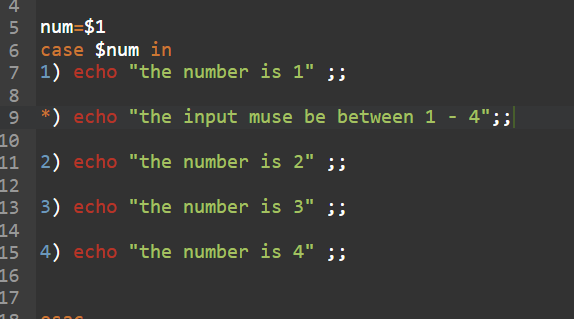 4
5 num=$1
6 case $num in
7 1) echo "the number is 1" ;;
8
9 *) echo "the input muse be between 1 - 4";;
10
11 2) echo "the number is 2" ;;
12
13 3) echo "the number is 3" ;;
14
15 4) echo "the number is 4" ;;
16
17
18 esac